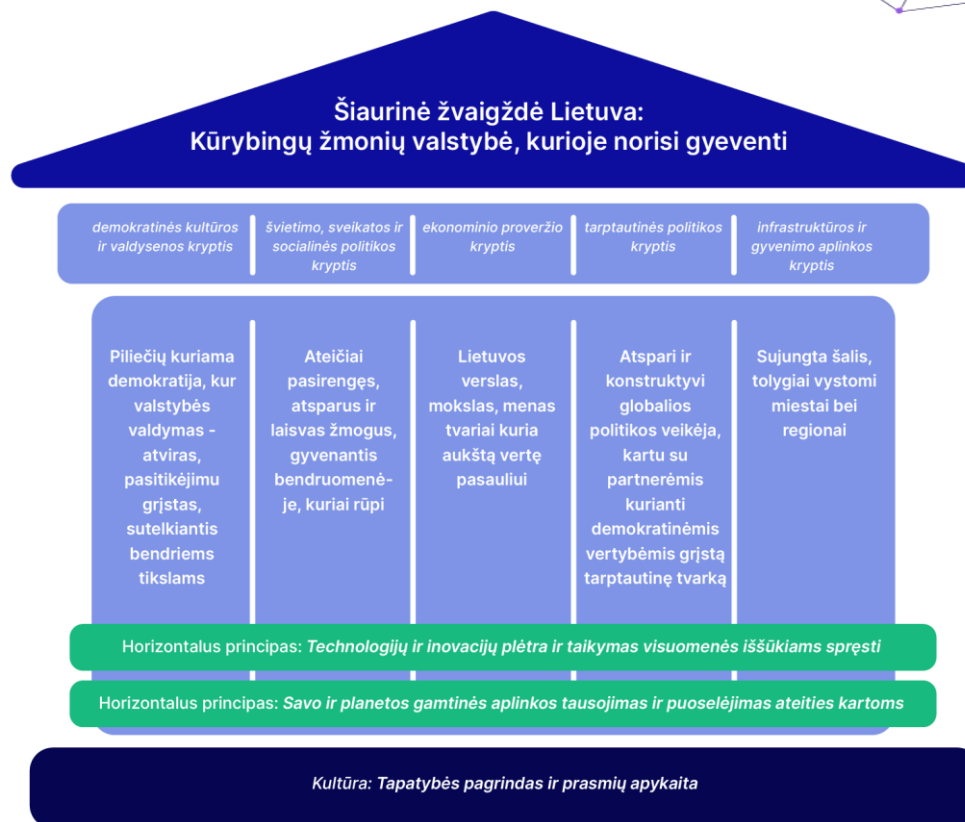 Šiaurinė žvaigždė Lietuva:
Kūrybingų žmonių valstybė, kurioje norisi gyeventi
demokratinės kultūros
ir valdysenos kryptis
švietimo, sveikatos ir
socialinės politikos
kryptis
ekonominio proveržio
kryptis
tarptautinės politikos
kryptis
infrastruktūros ir
gyvenimo aplinkos
kryptis
Piliečių kuriama
demokratija, kur
valstybės
valdymas -
atviras,
pasitikėjimu
grįstas,
sutelkiantis
bendriems
tikslams
Ateičiai
pasirengęs,
atsparus ir
laisvas žmogus,
gyvenantis
bendruomenė-
je, kuriai rūpi
Lietuvos
verslas,
mokslas, menas
tvariai kuria
aukštą vertę
pasauliui
Atspari ir
konstruktyvi
globalios
politikos veikėja,
kartu su
partnerėmis
kurianti
demokratinėmis
vertybėmis grįstą
tarptautinę tvarką
Sujungta šalis,
tolygiai vystomi
miestai bei
regionai
Horizontalus principas: Technologijų ir inovacijų plėtra ir taikymas visuomenės iššūkiams spręsti
Horizontalus principas: Savo ir planetos gamtinės aplinkos tausojimas ir puoselėjimas ateities kartoms
Kultūra: Tapatybės pagrindas ir prasmių apykaita